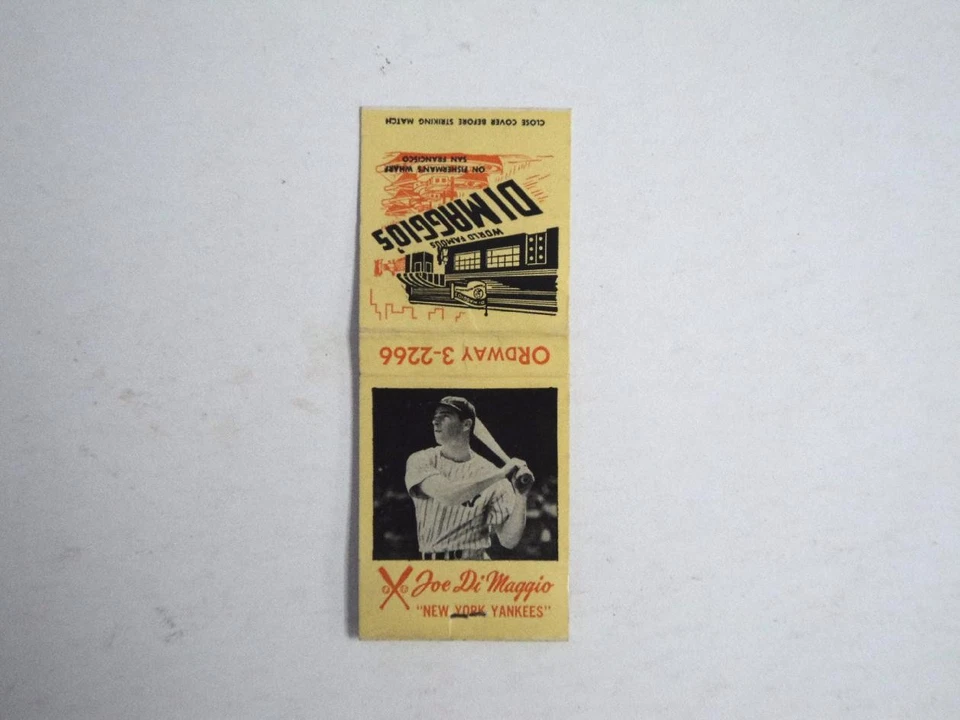 CLOSE COVER BEFORE STRIKING MATCH
ON FISHERMAN'S WHARF
SAN FRANCISCO
DI MAGGIO'S
WORLD FAMOUS
ORDWAY 3-2266
Joe Di Maggio
"NEW YORK YANKEES"